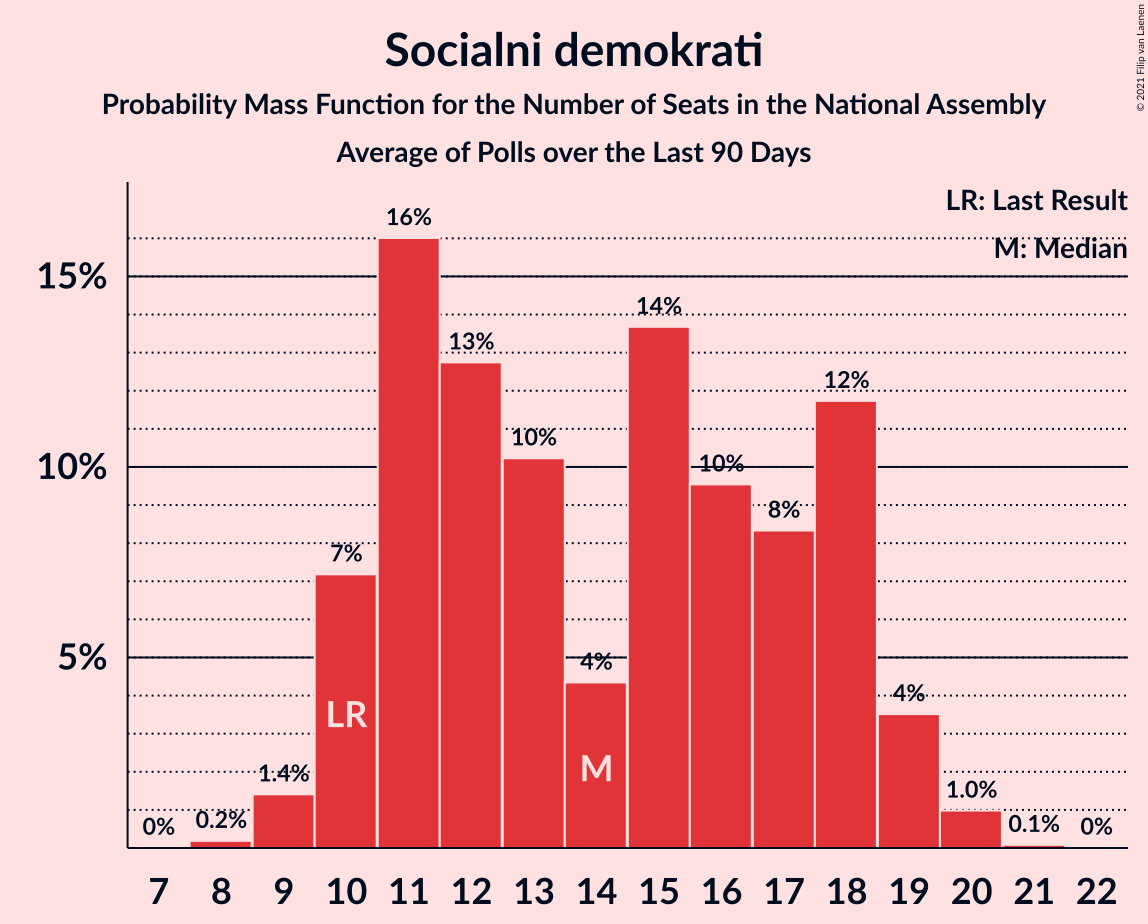 Socialni demokrati
Probability Mass Function for the Number of Seats in the National Assembly
Average of Polls over the Last 90 Days
© 2021 Filip van Laenen
LR: Last Result
M: Median
15%
10%
5%
0%
0.2%
1.4%
7%
16%
13%
10%
4%
14%
10%
8%
12%
4%
1.0%
0.1%
0%
LR
M
7 8 9 10 11 12 13 14 15 16 17 18 19 20 21 22